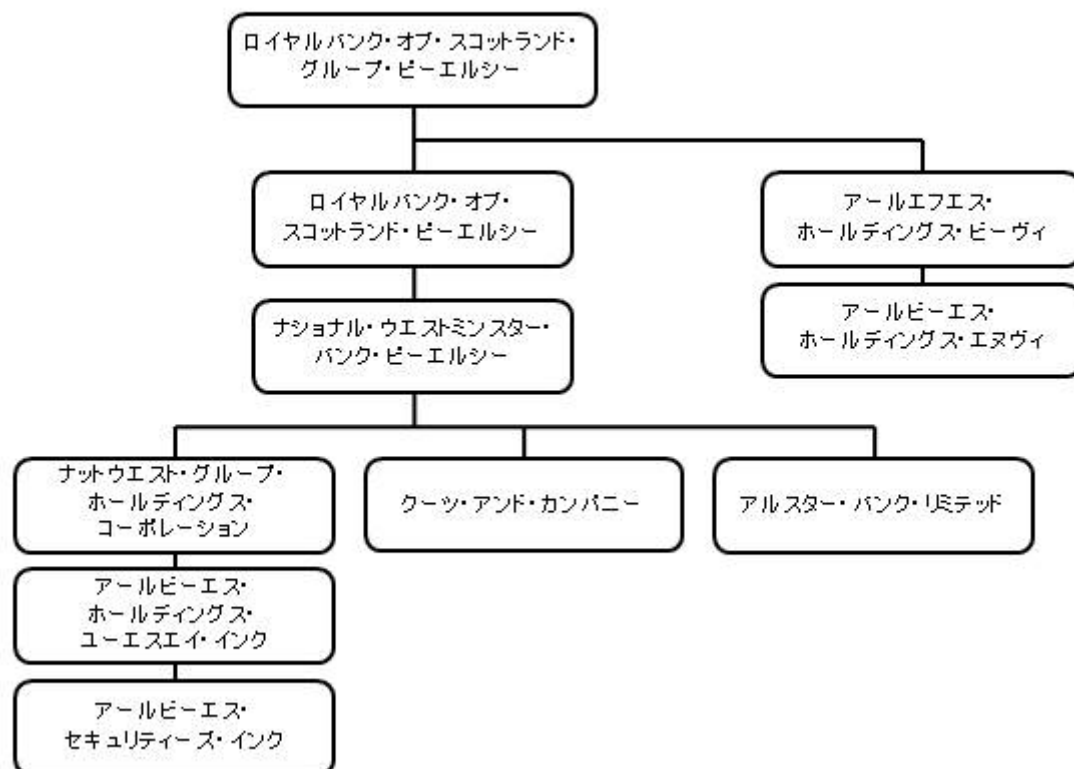 ロイヤルバンク・オブ・スコットランド・
グループ・ピーエルシー
ロイヤルバンク・オブ・
スコットランド・ピーエルシー
アールエフエス・
ホールディングス・ビーヴィ
ナショナル・ウエストミンスター・
バンク・ピーエルシー
アールビーエス・
ホールディングス・エヌヴィ
ナットウエスト・グループ・
ホールディングス・
コーポレーション
クーツ・アンド・カンパニー
アルスター・バンク・リミテッド
アールビーエス・
ホールディングス・
ユーエスエイ・インク
アールビーエス・
セキュリティーズ・インク